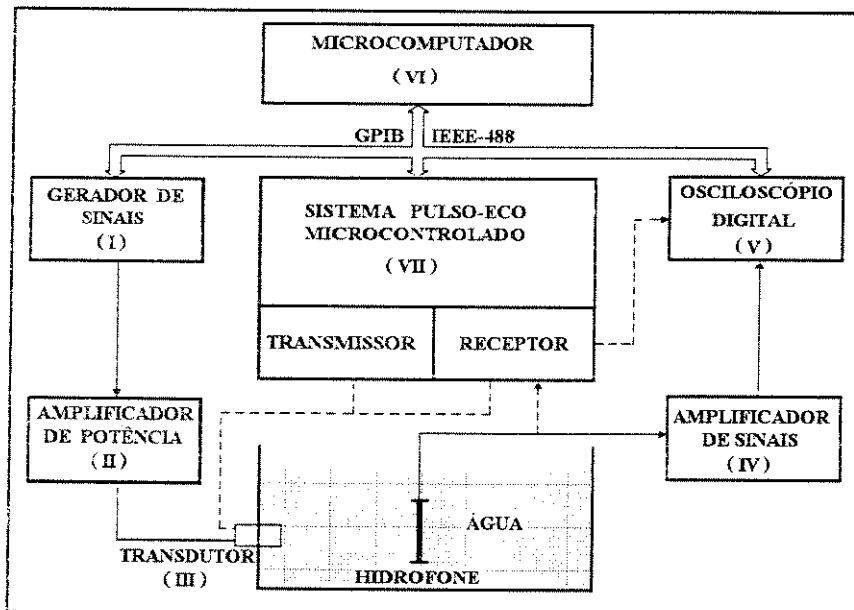 MICROCOMPUTADOR
( VI )
GPIB IEEE-488
GERADOR DE
SINAIS
( I )
SISTEMA PULSO-ECO
MICROCONTROLADO
( VII )
OSCILOSCÓPIO
DIGITAL
( V )
TRANSMISSOR
RECEPTOR
AMPLIFICADOR
DE POTÊNCIA
( II )
AMPLIFICADOR
DE SINAIS
( IV )
ÁGUA
TRANSDUTOR
( III )
HIDROFONE